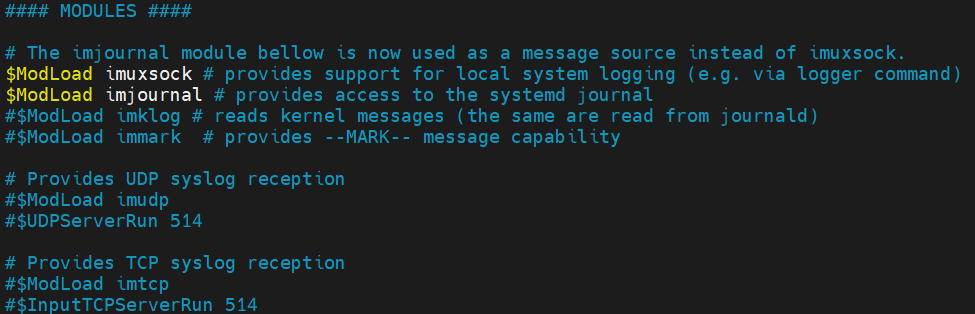 #### MODULES ####
# The imjournal module bellow is now used as a message source instead of imuxsock.
$ModLoad imuxsock # provides support for local system logging (e.g. via logger command)
$ModLoad imjournal # provides access to the systemd journal
#$ModLoad imklog # reads kernel messages (the same are read from journald)
#$ModLoad immark  # provides --MARK-- message capability
# Provides UDP syslog reception
#$ModLoad imudp
#$UDPServerRun 514
# Provides TCP syslog reception
#$ModLoad imtcp
#$InputTCPServerRun 514